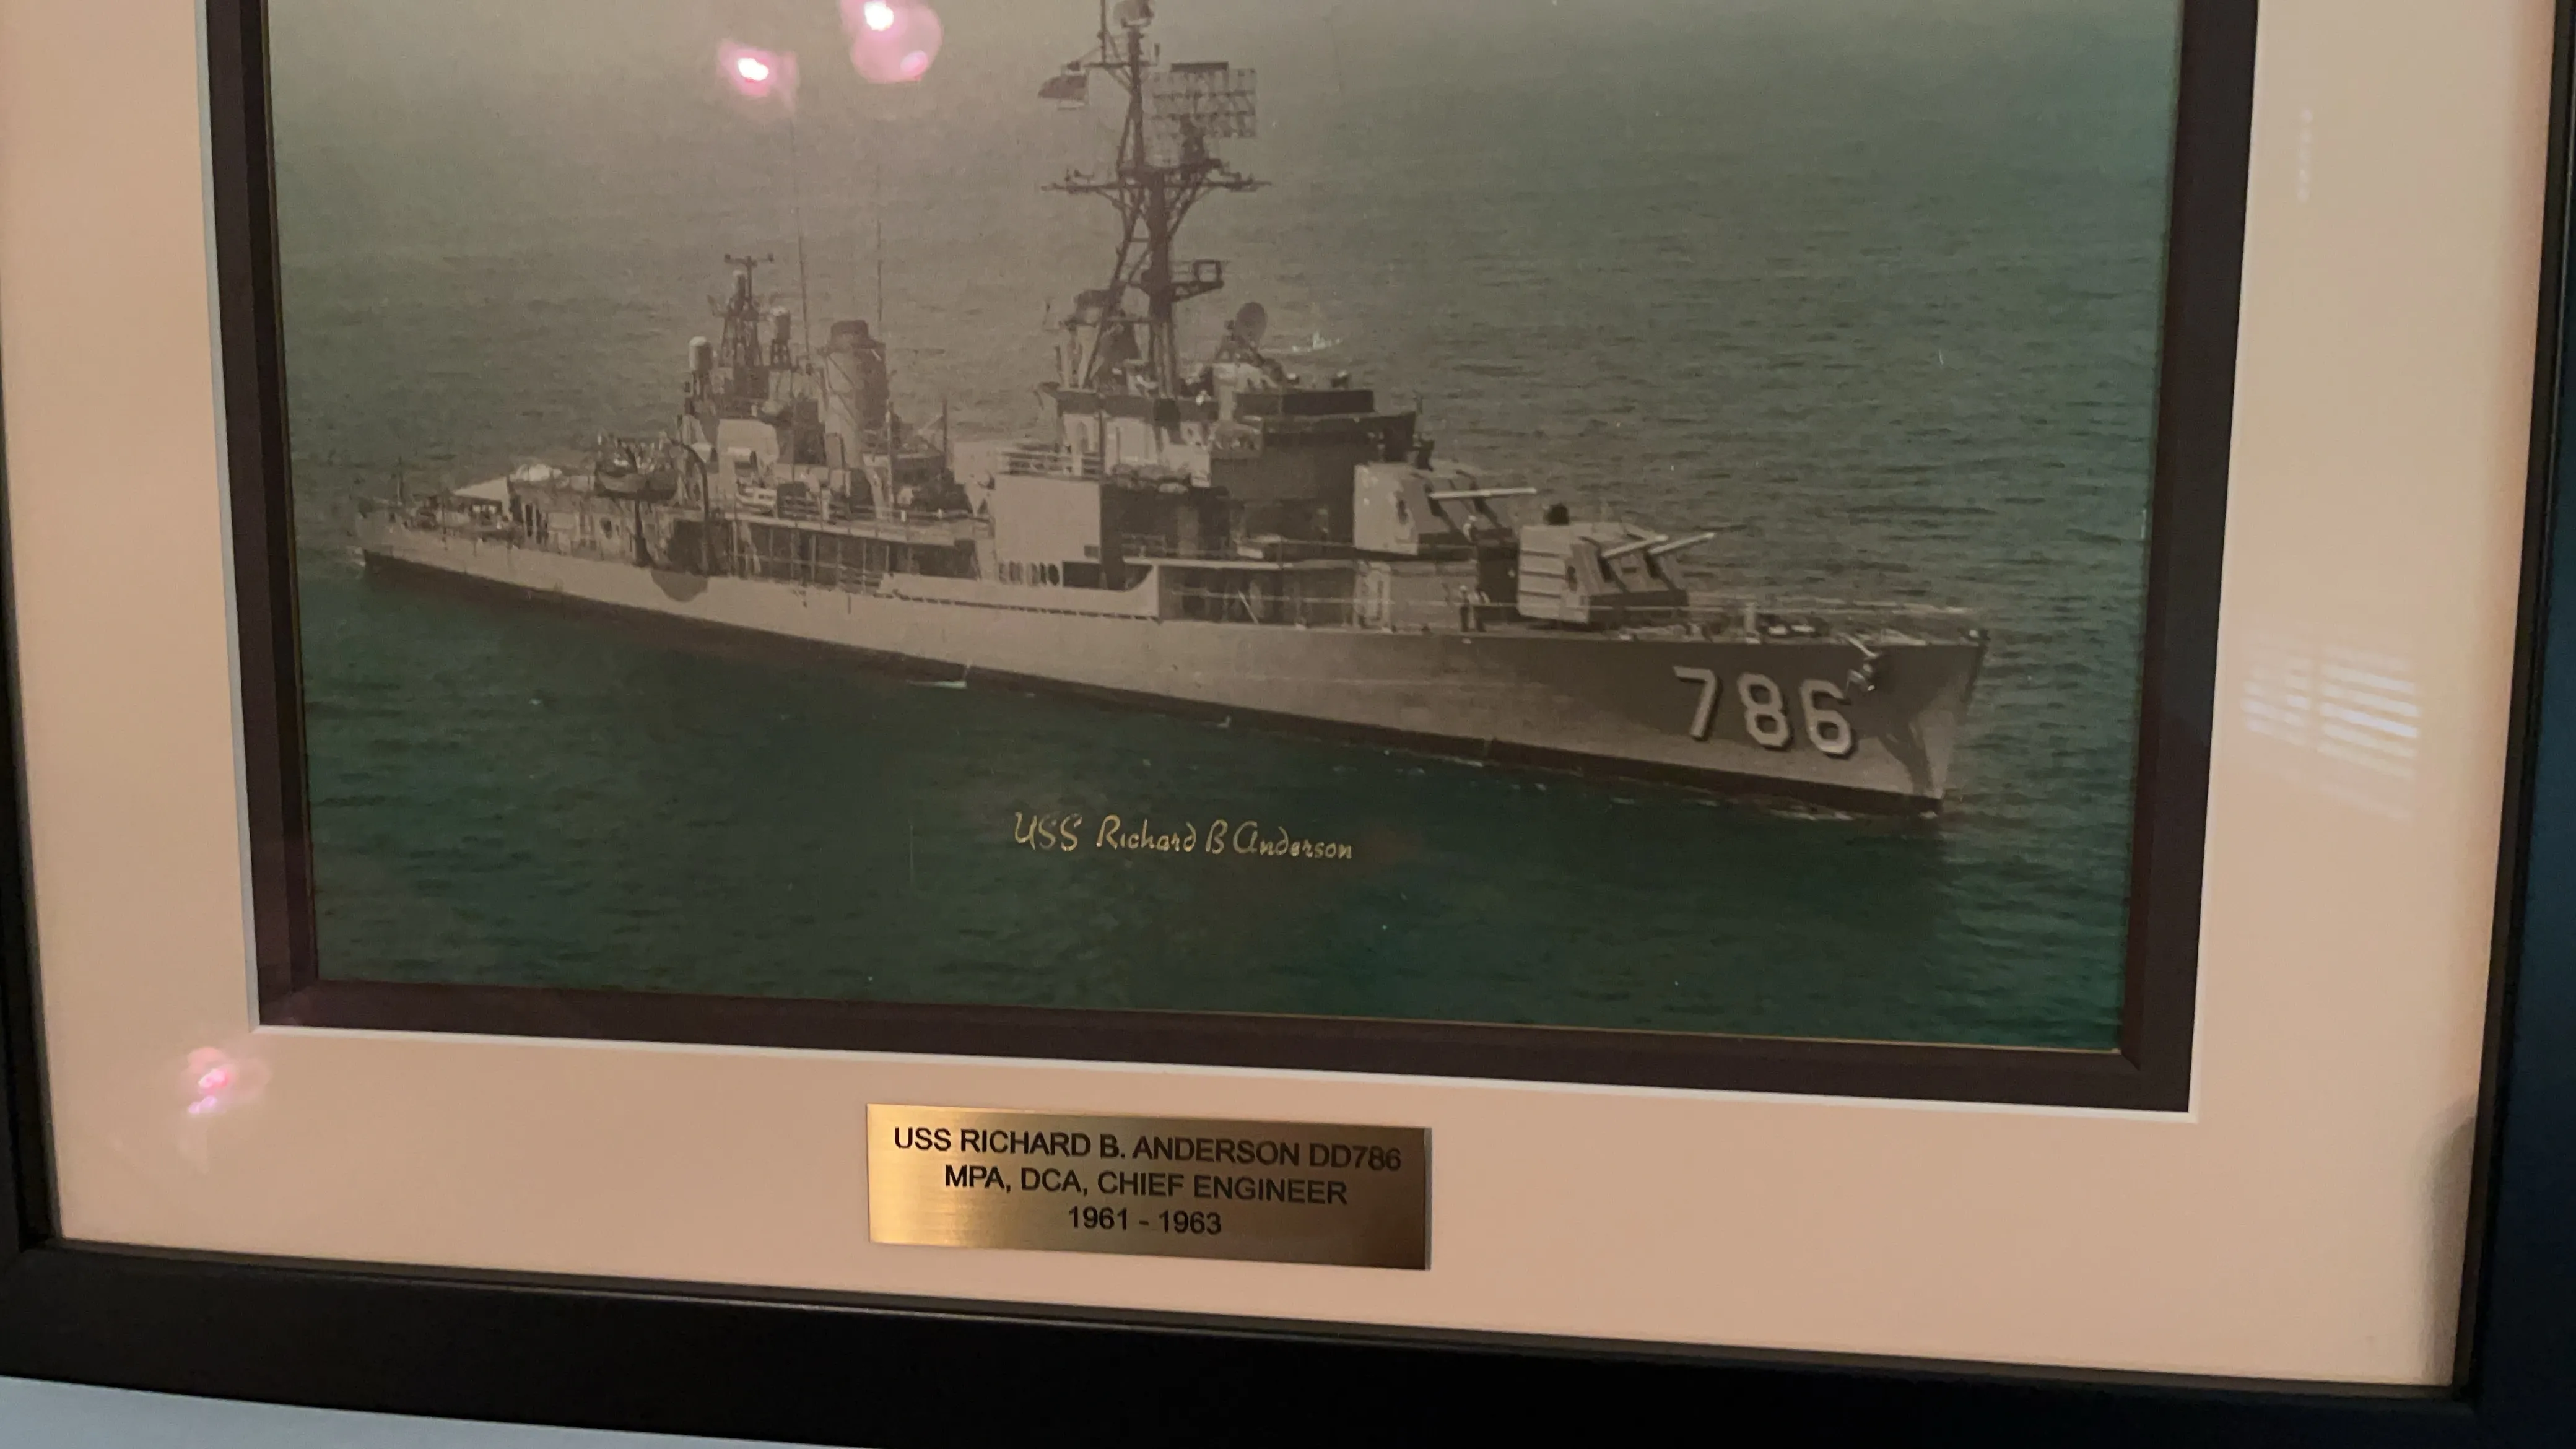 786
USS Richard B Anderson
USS RICHARD B. ANDERSON DD786
MPA, DCA, CHIEF ENGINEER
1961 - 1963